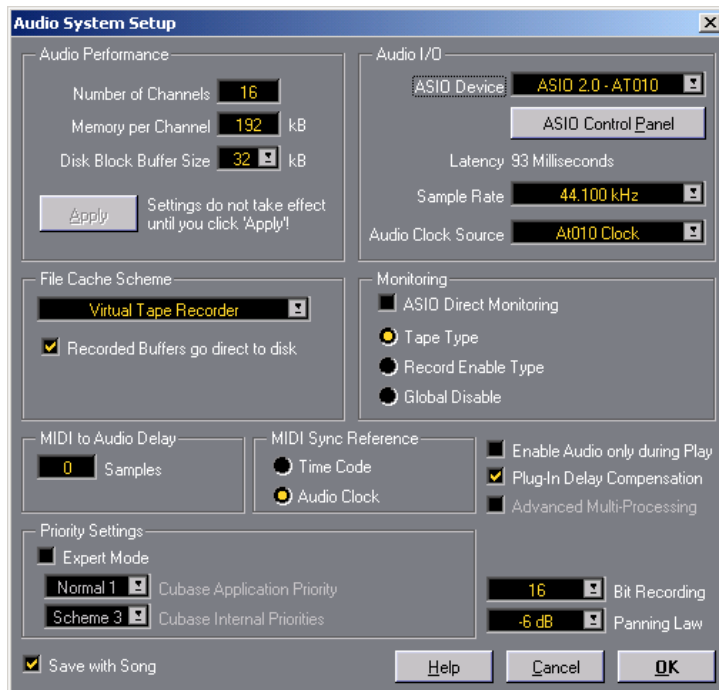 Audio System Setup
Audio Performance
Number of Channels 16
Memory per Channel 192 kB
Disk Block Buffer Size 32 kB
Apply
Settings do not take effect
until you click 'Apply'!
Audio I/O
ASIO Device ASIO 2.0 - AT010
ASIO Control Panel
Latency 93 Milliseconds
Sample Rate 44.100 kHz
Audio Clock Source At010 Clock
File Cache Scheme
Virtual Tape Recorder
Recorded Buffers go direct to disk
Monitoring
ASIO Direct Monitoring
Tape Type
Record Enable Type
Global Disable
MIDI to Audio Delay
0 Samples
MIDI Sync Reference
Time Code
Audio Clock
Enable Audio only during Play
Plug-In Delay Compensation
Advanced Multi-Processing
Priority Settings
Expert Mode
Normal 1 Cubase Application Priority
Scheme 3 Cubase Internal Priorities
16 Bit Recording
-6 dB Panning Law
Save with Song
Help
Cancel
OK